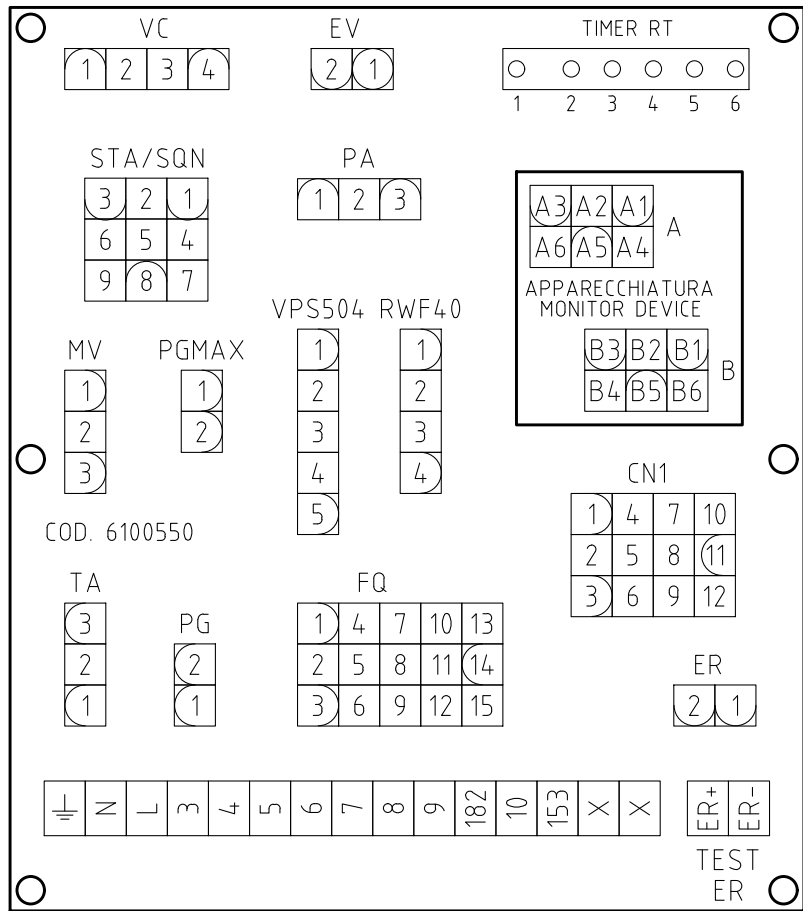 VC
1 2 3 4
EV
2 1
TIMER RT
1 2 3 4 5 6
STA/SQN
3 2 1
6 5 4
9 8 7
PA
1 2 3
A3 A2 A1
A6 A5 A4
A
APPARECCHIATURA
MONITOR DEVICE
B3 B2 B1
B4 B5 B6
B
VPS504
1
2
3
4
5
RWF40
1
2
3
4
MV
1
2
3
PGMAX
1
2
CN1
1 4 7 10
2 5 8 11
3 6 9 12
COD. 6100550
TA
3
2
1
PG
2
1
FQ
1 4 7 10 13
2 5 8 11 14
3 6 9 12 15
ER
2 1
N L 3 4 5 6 7 8 9 182 10 153 X X
ER+ ER-
TEST
ER